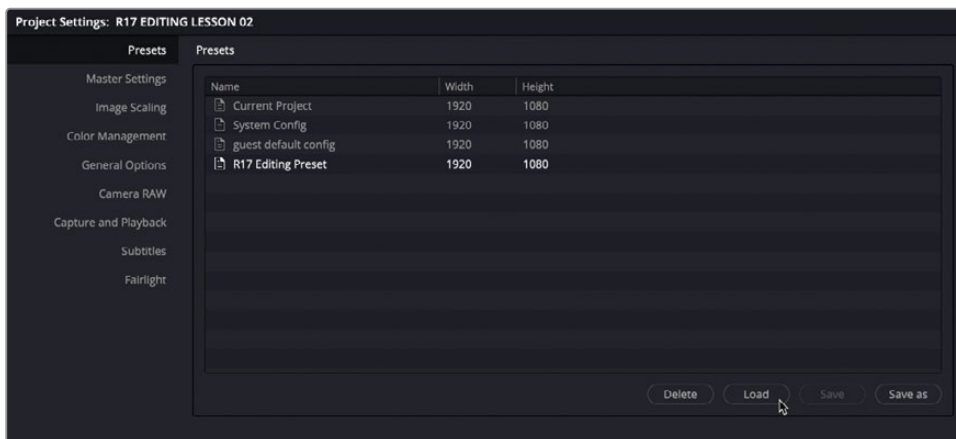 Project Settings: R17 EDITING LESSON 02
Presets
Master Settings
Image Scaling
Color Management
General Options
Camera RAW
Capture and Playback
Subtitles
Fairlight
Presets
Name Width Height
Current Project 1920 1080
System Config 1920 1080
guest default config 1920 1080
R17 Editing Preset 1920 1080
Delete Load Save Save as